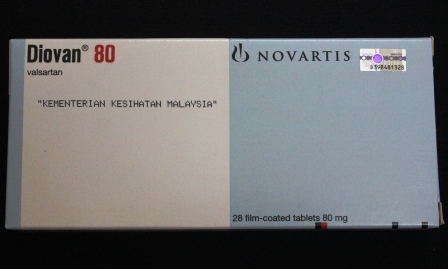 Diovan® 80
valsartan
"KEMENTERIAN KESIHATAN MALAYSIA"
NOVARTIS
28 film-coated tablets 80 mg